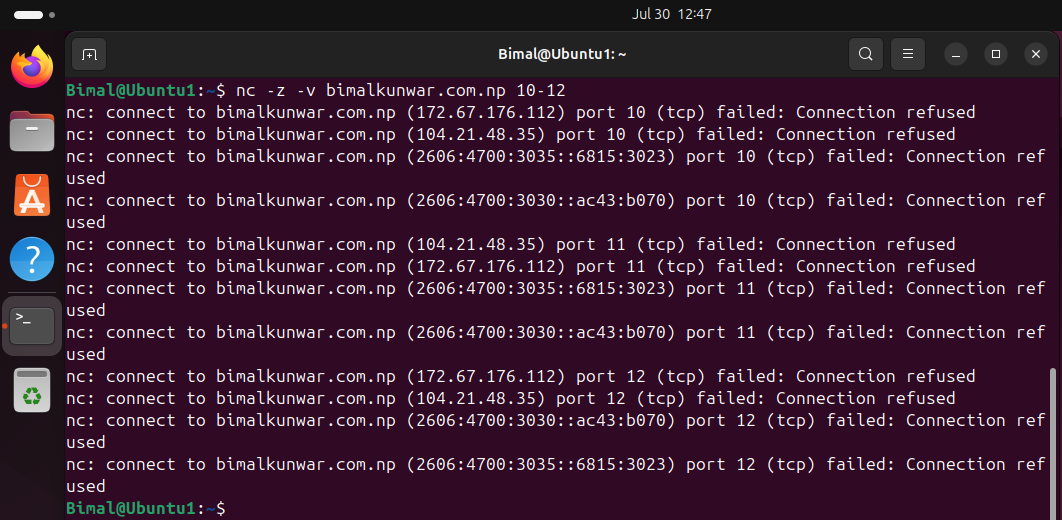 Jul 30 12:47
Bimal@Ubuntu1: ~
Bimal@Ubuntu1:~$ nc -z -v bimalkunwar.com.np 10-12
nc: connect to bimalkunwar.com.np (172.67.176.112) port 10 (tcp) failed: Connection refused
nc: connect to bimalkunwar.com.np (104.21.48.35) port 10 (tcp) failed: Connection refused
nc: connect to bimalkunwar.com.np (2606:4700:3035::6815:3023) port 10 (tcp) failed: Connection ref
used
nc: connect to bimalkunwar.com.np (2606:4700:3030::ac43:b070) port 10 (tcp) failed: Connection ref
used
nc: connect to bimalkunwar.com.np (104.21.48.35) port 11 (tcp) failed: Connection refused
nc: connect to bimalkunwar.com.np (172.67.176.112) port 11 (tcp) failed: Connection refused
nc: connect to bimalkunwar.com.np (2606:4700:3035::6815:3023) port 11 (tcp) failed: Connection ref
used
nc: connect to bimalkunwar.com.np (2606:4700:3030::ac43:b070) port 11 (tcp) failed: Connection ref
used
nc: connect to bimalkunwar.com.np (172.67.176.112) port 12 (tcp) failed: Connection refused
nc: connect to bimalkunwar.com.np (104.21.48.35) port 12 (tcp) failed: Connection refused
nc: connect to bimalkunwar.com.np (2606:4700:3030::ac43:b070) port 12 (tcp) failed: Connection ref
used
nc: connect to bimalkunwar.com.np (2606:4700:3035::6815:3023) port 12 (tcp) failed: Connection ref
used
Bimal@Ubuntu1:~$